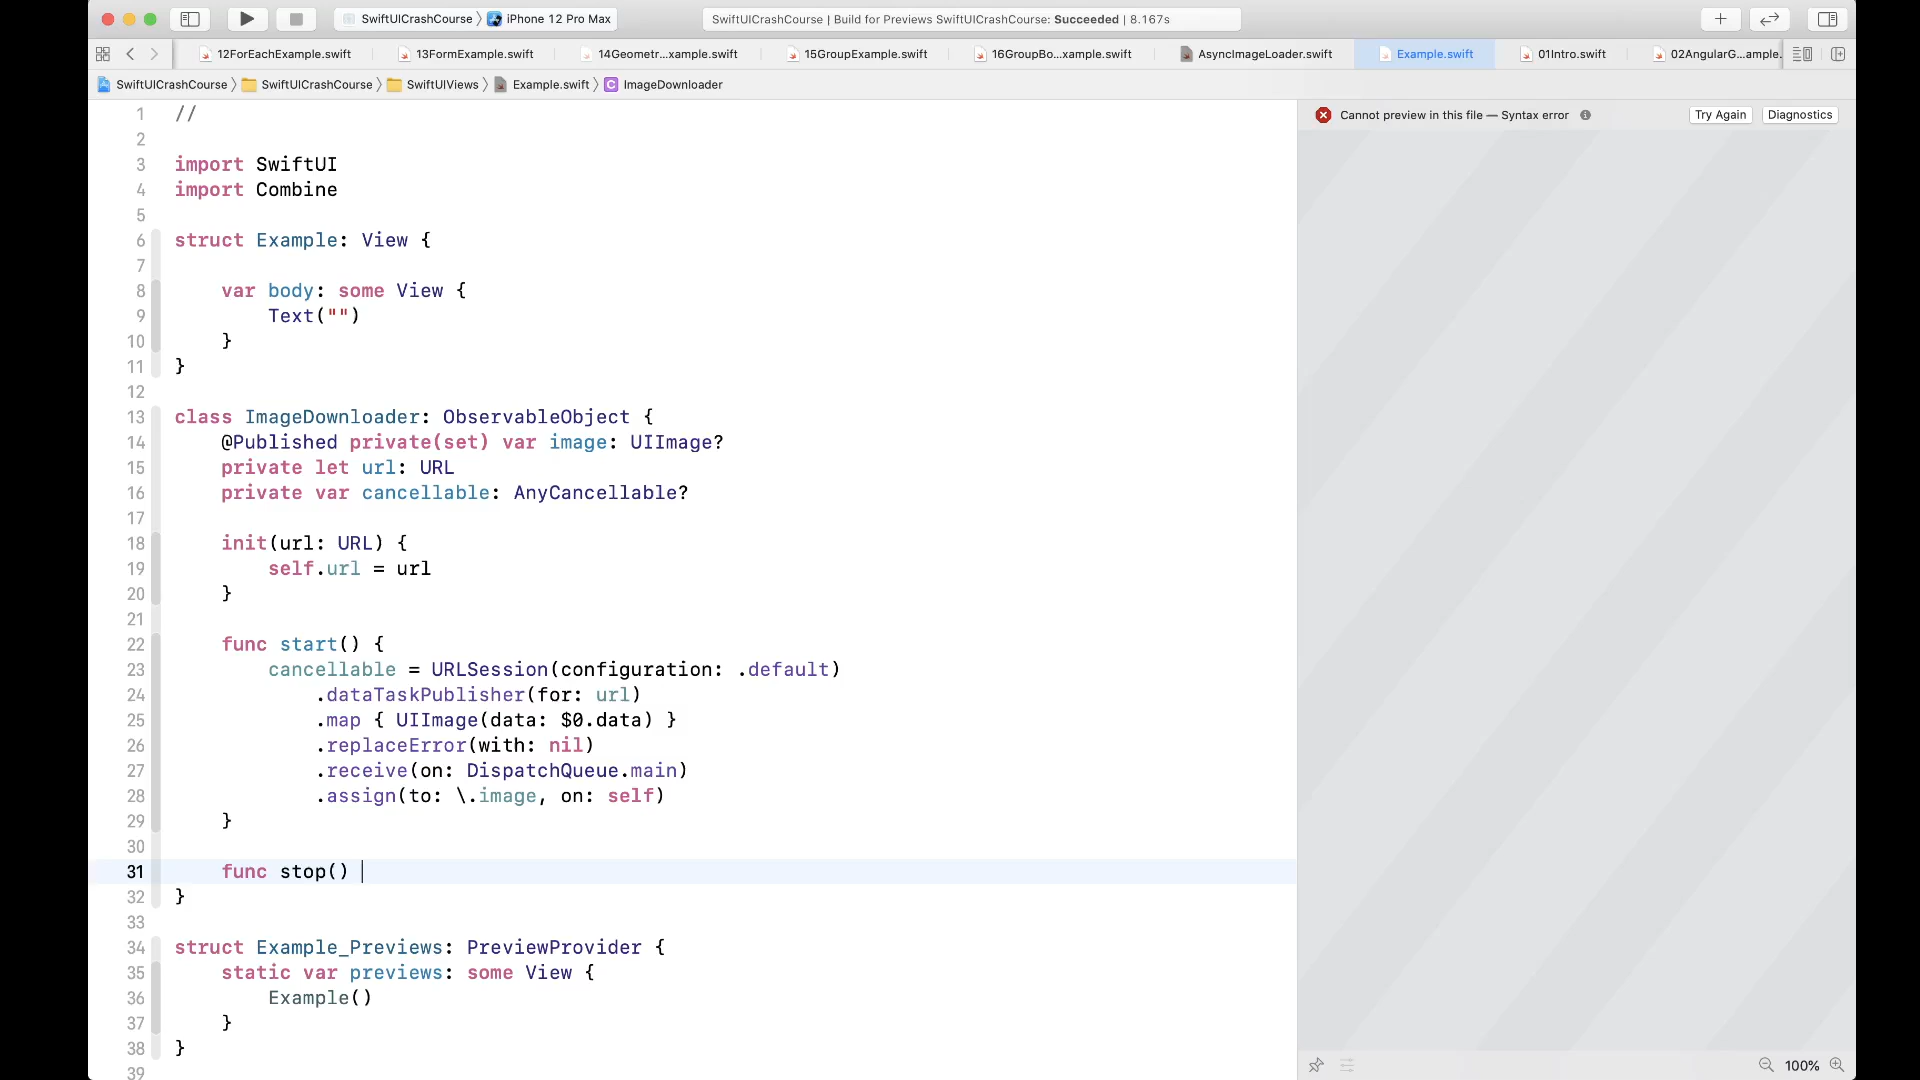 SwiftUICrashCourse iPhone 12 Pro Max
SwiftUICrashCourse | Build for Previews SwiftUICrashCourse: Succeeded | 8.167s
12ForEachExample.swift 13FormExample.swift 14Geometr...xample.swift 15GroupExample.swift 16GroupBo...xample.swift AsyncImageLoader.swift Example.swift 01Intro.swift 02AngularG...ample.
SwiftUICrashCourse SwiftUICrashCourse SwiftUIViews Example.swift ImageDownloader
Cannot preview in this file — Syntax error Try Again Diagnostics
1 //
2
3 import SwiftUI
4 import Combine
5
6 struct Example: View {
7
8 var body: some View {
9 Text("")
10 }
11 }
12
13 class ImageDownloader: ObservableObject {
14 @Published private(set) var image: UIImage?
15 private let url: URL
16 private var cancellable: AnyCancellable?
17
18 init(url: URL) {
19 self.url = url
20 }
21
22 func start() {
23 cancellable = URLSession(configuration: .default)
24 .dataTaskPublisher(for: url)
25 .map { UIImage(data: $0.data) }
26 .replaceError(with: nil)
27 .receive(on: DispatchQueue.main)
28 .assign(to: \.image, on: self)
29 }
30
31 func stop()
32 }
33
34 struct Example_Previews: PreviewProvider {
35 static var previews: some View {
36 Example()
37 }
38 }
39
100%